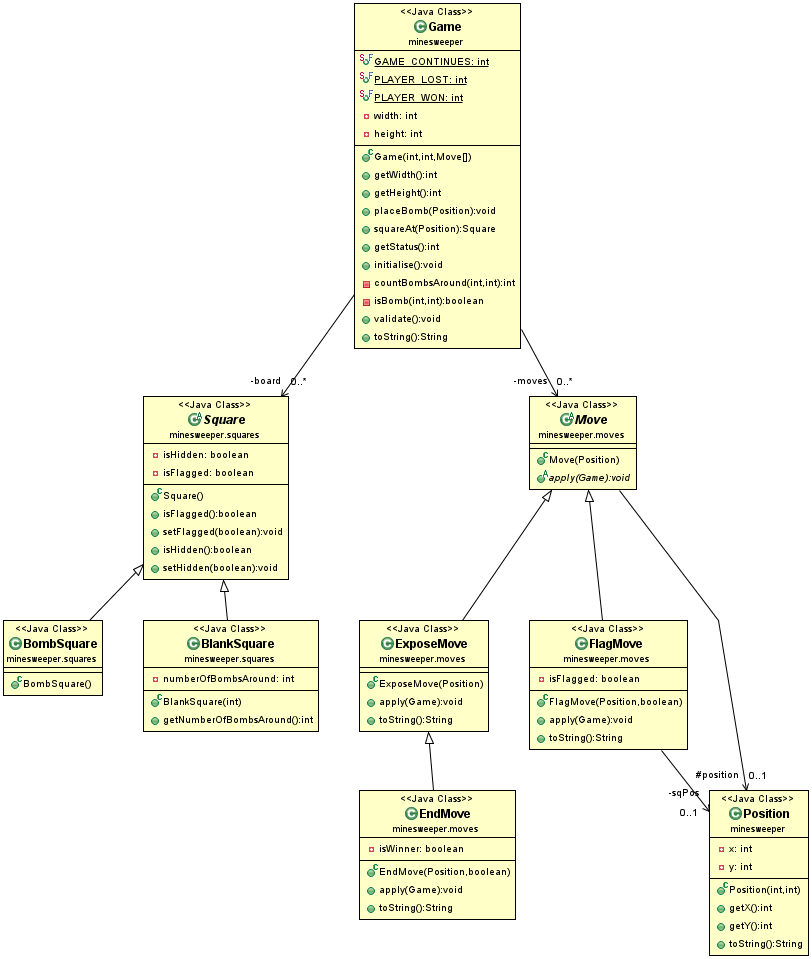 <<Java Class>>
Game
minesweeper
GAME_CONTINUES: int
PLAYER_LOST: int
PLAYER_WON: int
width: int
height: int
Game(int,int,Move[])
getWidth():int
getHeight():int
placeBomb(Position):void
squareAt(Position):Square
getStatus():int
initialise():void
countBombsAround(int,int):int
isBomb(int,int):boolean
validate():void
toString():String
-board 0..*
-moves 0..*
<<Java Class>>
Square
minesweeper.squares
isHidden: boolean
isFlagged: boolean
Square()
isFlagged():boolean
setFlagged(boolean):void
isHidden():boolean
setHidden(boolean):void
<<Java Class>>
Move
minesweeper.moves
Move(Position)
apply(Game):void
<<Java Class>>
BombSquare
minesweeper.squares
BombSquare()
<<Java Class>>
BlankSquare
minesweeper.squares
numberOfBombsAround: int
BlankSquare(int)
getNumberOfBombsAround():int
<<Java Class>>
ExposeMove
minesweeper.moves
ExposeMove(Position)
apply(Game):void
toString():String
<<Java Class>>
FlagMove
minesweeper.moves
isFlagged: boolean
FlagMove(Position,boolean)
apply(Game):void
toString():String
#position 0..1
-sqPos
0..1
<<Java Class>>
EndMove
minesweeper.moves
isWinner: boolean
EndMove(Position,boolean)
apply(Game):void
toString():String
<<Java Class>>
Position
minesweeper
x: int
y: int
Position(int,int)
getX():int
getY():int
toString():String